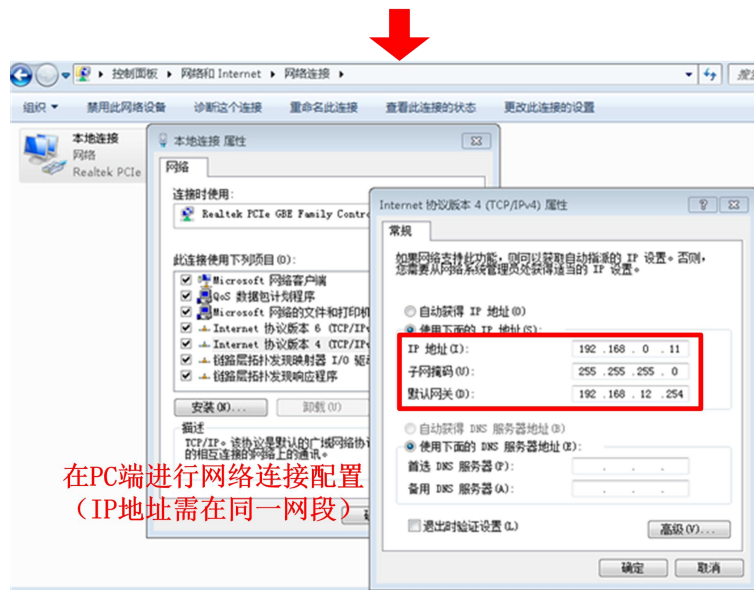 控制面板 ▸ 网络和 Internet ▸ 网络连接 ▸
组织 禁用此网络设备 诊断这个连接 重命名此连接 查看此连接的状态 更改此连接的设置
本地连接
网络
Realtek PCIe
本地连接 属性
网络
连接时使用:
Realtek PCIe GBE Family Contr
此连接使用下列项目(O):
Microsoft 网络客户端
QoS 数据包计划程序
Microsoft 网络的文件和打印机
Internet 协议版本 6 (TCP/IPv
Internet 协议版本 4 (TCP/IPv
链路层拓扑发现映射器 I/O 驱
链路层拓扑发现响应程序
安装(N)... 卸载(U)
描述
TCP/IP。该协议是默认的广域网络协
的相互连接的网络上的通讯。
在PC端进行网络连接配置
（IP地址需在同一网段）
Internet 协议版本 4 (TCP/IPv4) 属性
常规
如果网络支持此功能，则可以获取自动指派的 IP 设置。否则，
您需要从网络系统管理员处获得适当的 IP 设置。
自动获得 IP 地址(O)
使用下面的 IP 地址(S):
IP 地址(I): 192 .168 . 0 . 11
子网掩码(U): 255 .255 .255 . 0
默认网关(D): 192 .168 . 12 .254
自动获得 DNS 服务器地址(B)
使用下面的 DNS 服务器地址(E):
首选 DNS 服务器(P):
备用 DNS 服务器(A):
退出时验证设置(L)
高级(V)...
确定 取消